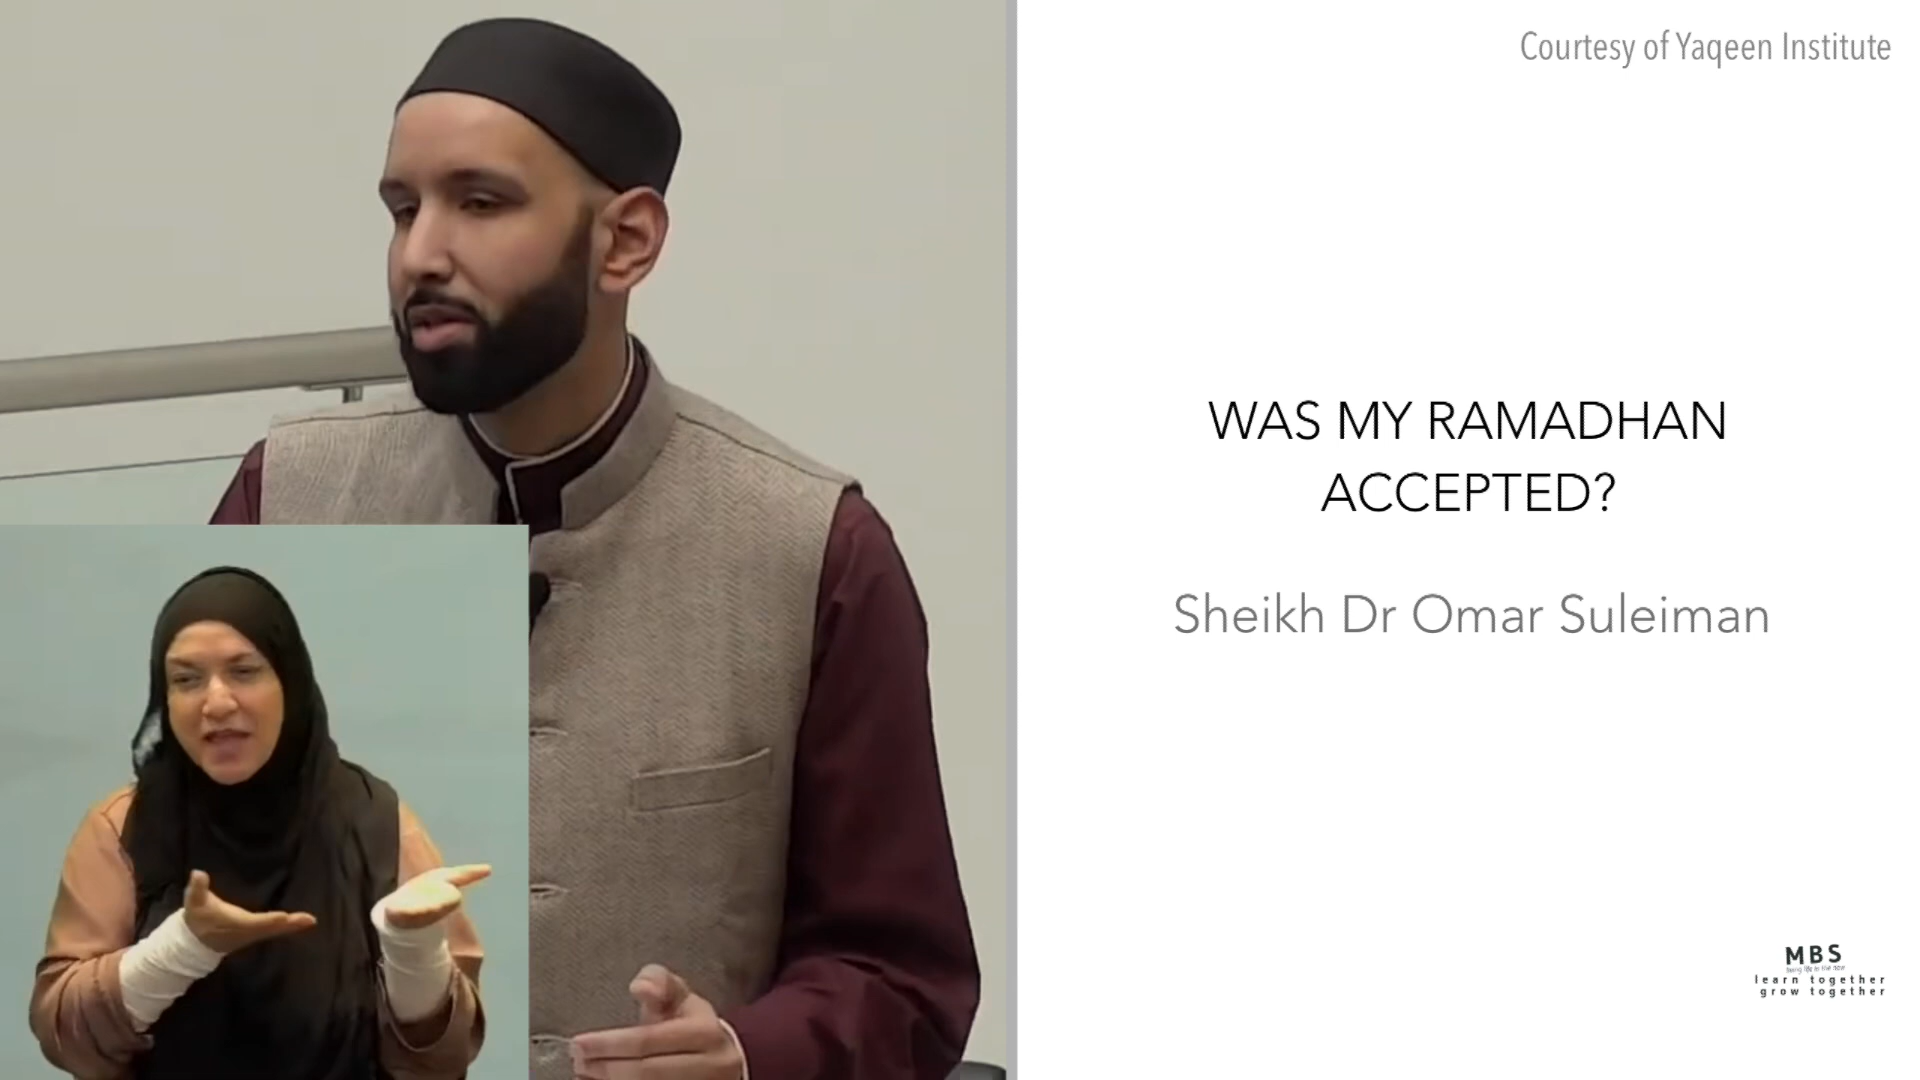 Courtesy of Yaqeen Institute
WAS MY RAMADHAN
ACCEPTED?
Sheikh Dr Omar Suleiman
MBS
learn together
grow together